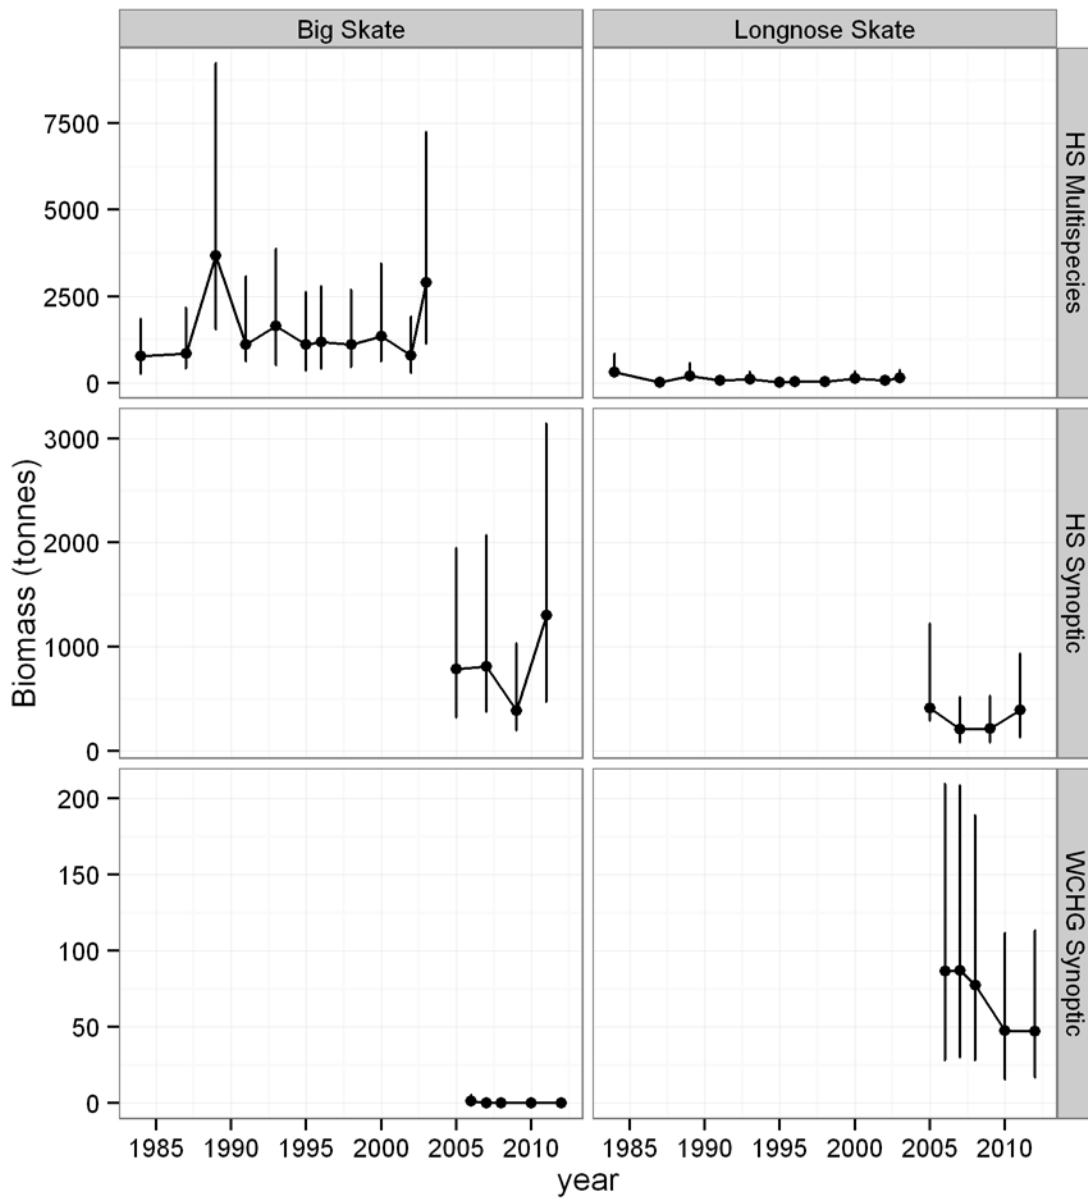 Big Skate
Longnose Skate
7500
5000
2500
0
HS Multispecies
3000
2000
1000
0
HS Synoptic
Biomass (tonnes)
200
150
100
50
0
WCHG Synoptic
1985 1990 1995 2000 2005 2010
1985 1990 1995 2000 2005 2010
year